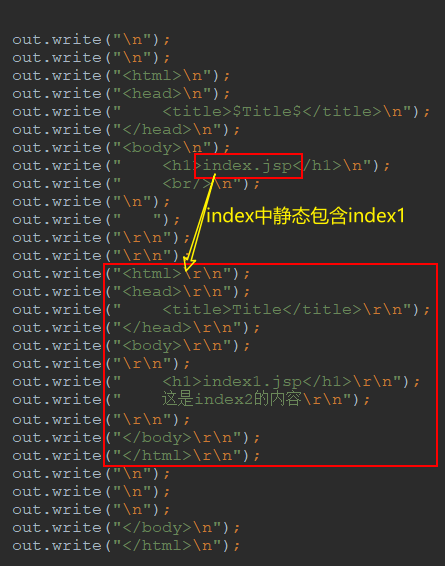 out.write("\n");
out.write("\n");
out.write("<html>\n");
out.write("<head>\n");
out.write("    <title>$Title$</title>\n");
out.write("</head>\n");
out.write("<body>\n");
out.write("    <h1>index.jsp</h1>\n");
out.write("    <br/>\n");
out.write("\n");
index中静态包含index1
out.write("   ");
out.write("\r\n");
out.write("\r\n");
out.write("<html>\r\n");
out.write("<head>\r\n");
out.write("    <title>Title</title>\r\n");
out.write("</head>\r\n");
out.write("<body>\r\n");
out.write("\r\n");
out.write("    <h1>index1.jsp</h1>\r\n");
out.write("    这是index2的内容\r\n");
out.write("\r\n");
out.write("</body>\r\n");
out.write("</html>\r\n");
out.write("\n");
out.write("\n");
out.write("\n");
out.write("</body>\n");
out.write("</html>\n");